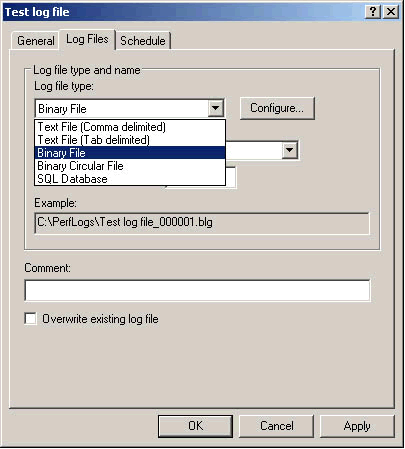 Test log file
General
Log Files
Schedule
Log file type and name
Log file type:
Binary File
Configure...
Text File (Comma delimited)
Text File (Tab delimited)
Binary File
Binary Circular File
SQL Database
Example:
C:\PerfLogs\Test log file_000001.blg
Comment:
Overwrite existing log file
OK
Cancel
Apply